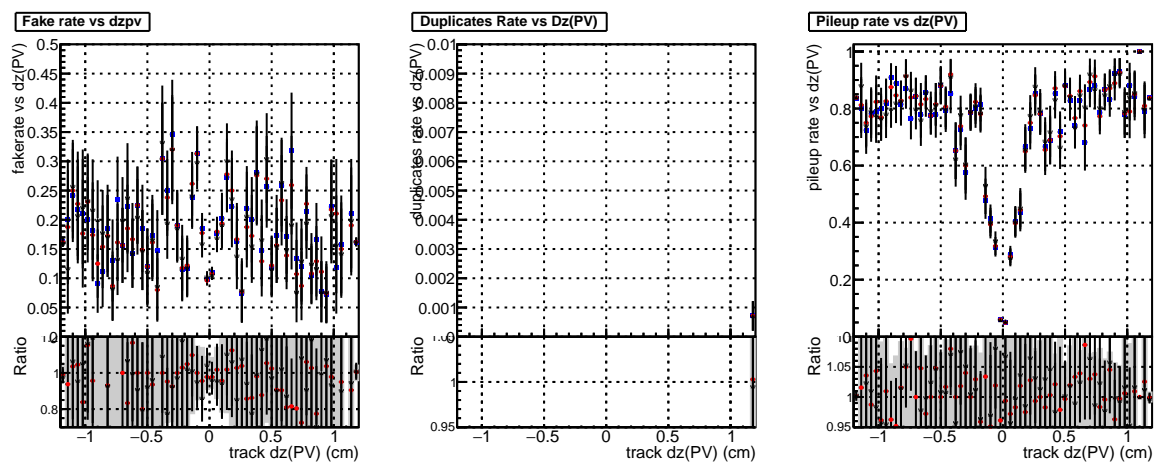 Fake rate vs dzpv
fakerate vs dz(PV)
0.5
0.45
0.4
0.35
0.3
0.25
0.2
0.15
0.1
0.05
Ratio
1
0.8
−1 −0.5 0 0.5 1
track dz(PV) (cm)
Duplicates Rate vs Dz(PV)
duplicates rate vs dz(PV)
0.01
0.009
0.008
0.007
0.006
0.005
0.004
0.003
0.002
0.001
0
Ratio
1
0.95
−1 −0.5 0 0.5 1
track dz(PV) (cm)
Pileup rate vs dz(PV)
pileup rate vs dz(PV)
1
0.8
0.6
0.4
0.2
0
Ratio
1.05
1
0.95
−1 −0.5 0 0.5 1
track dz(PV) (cm)